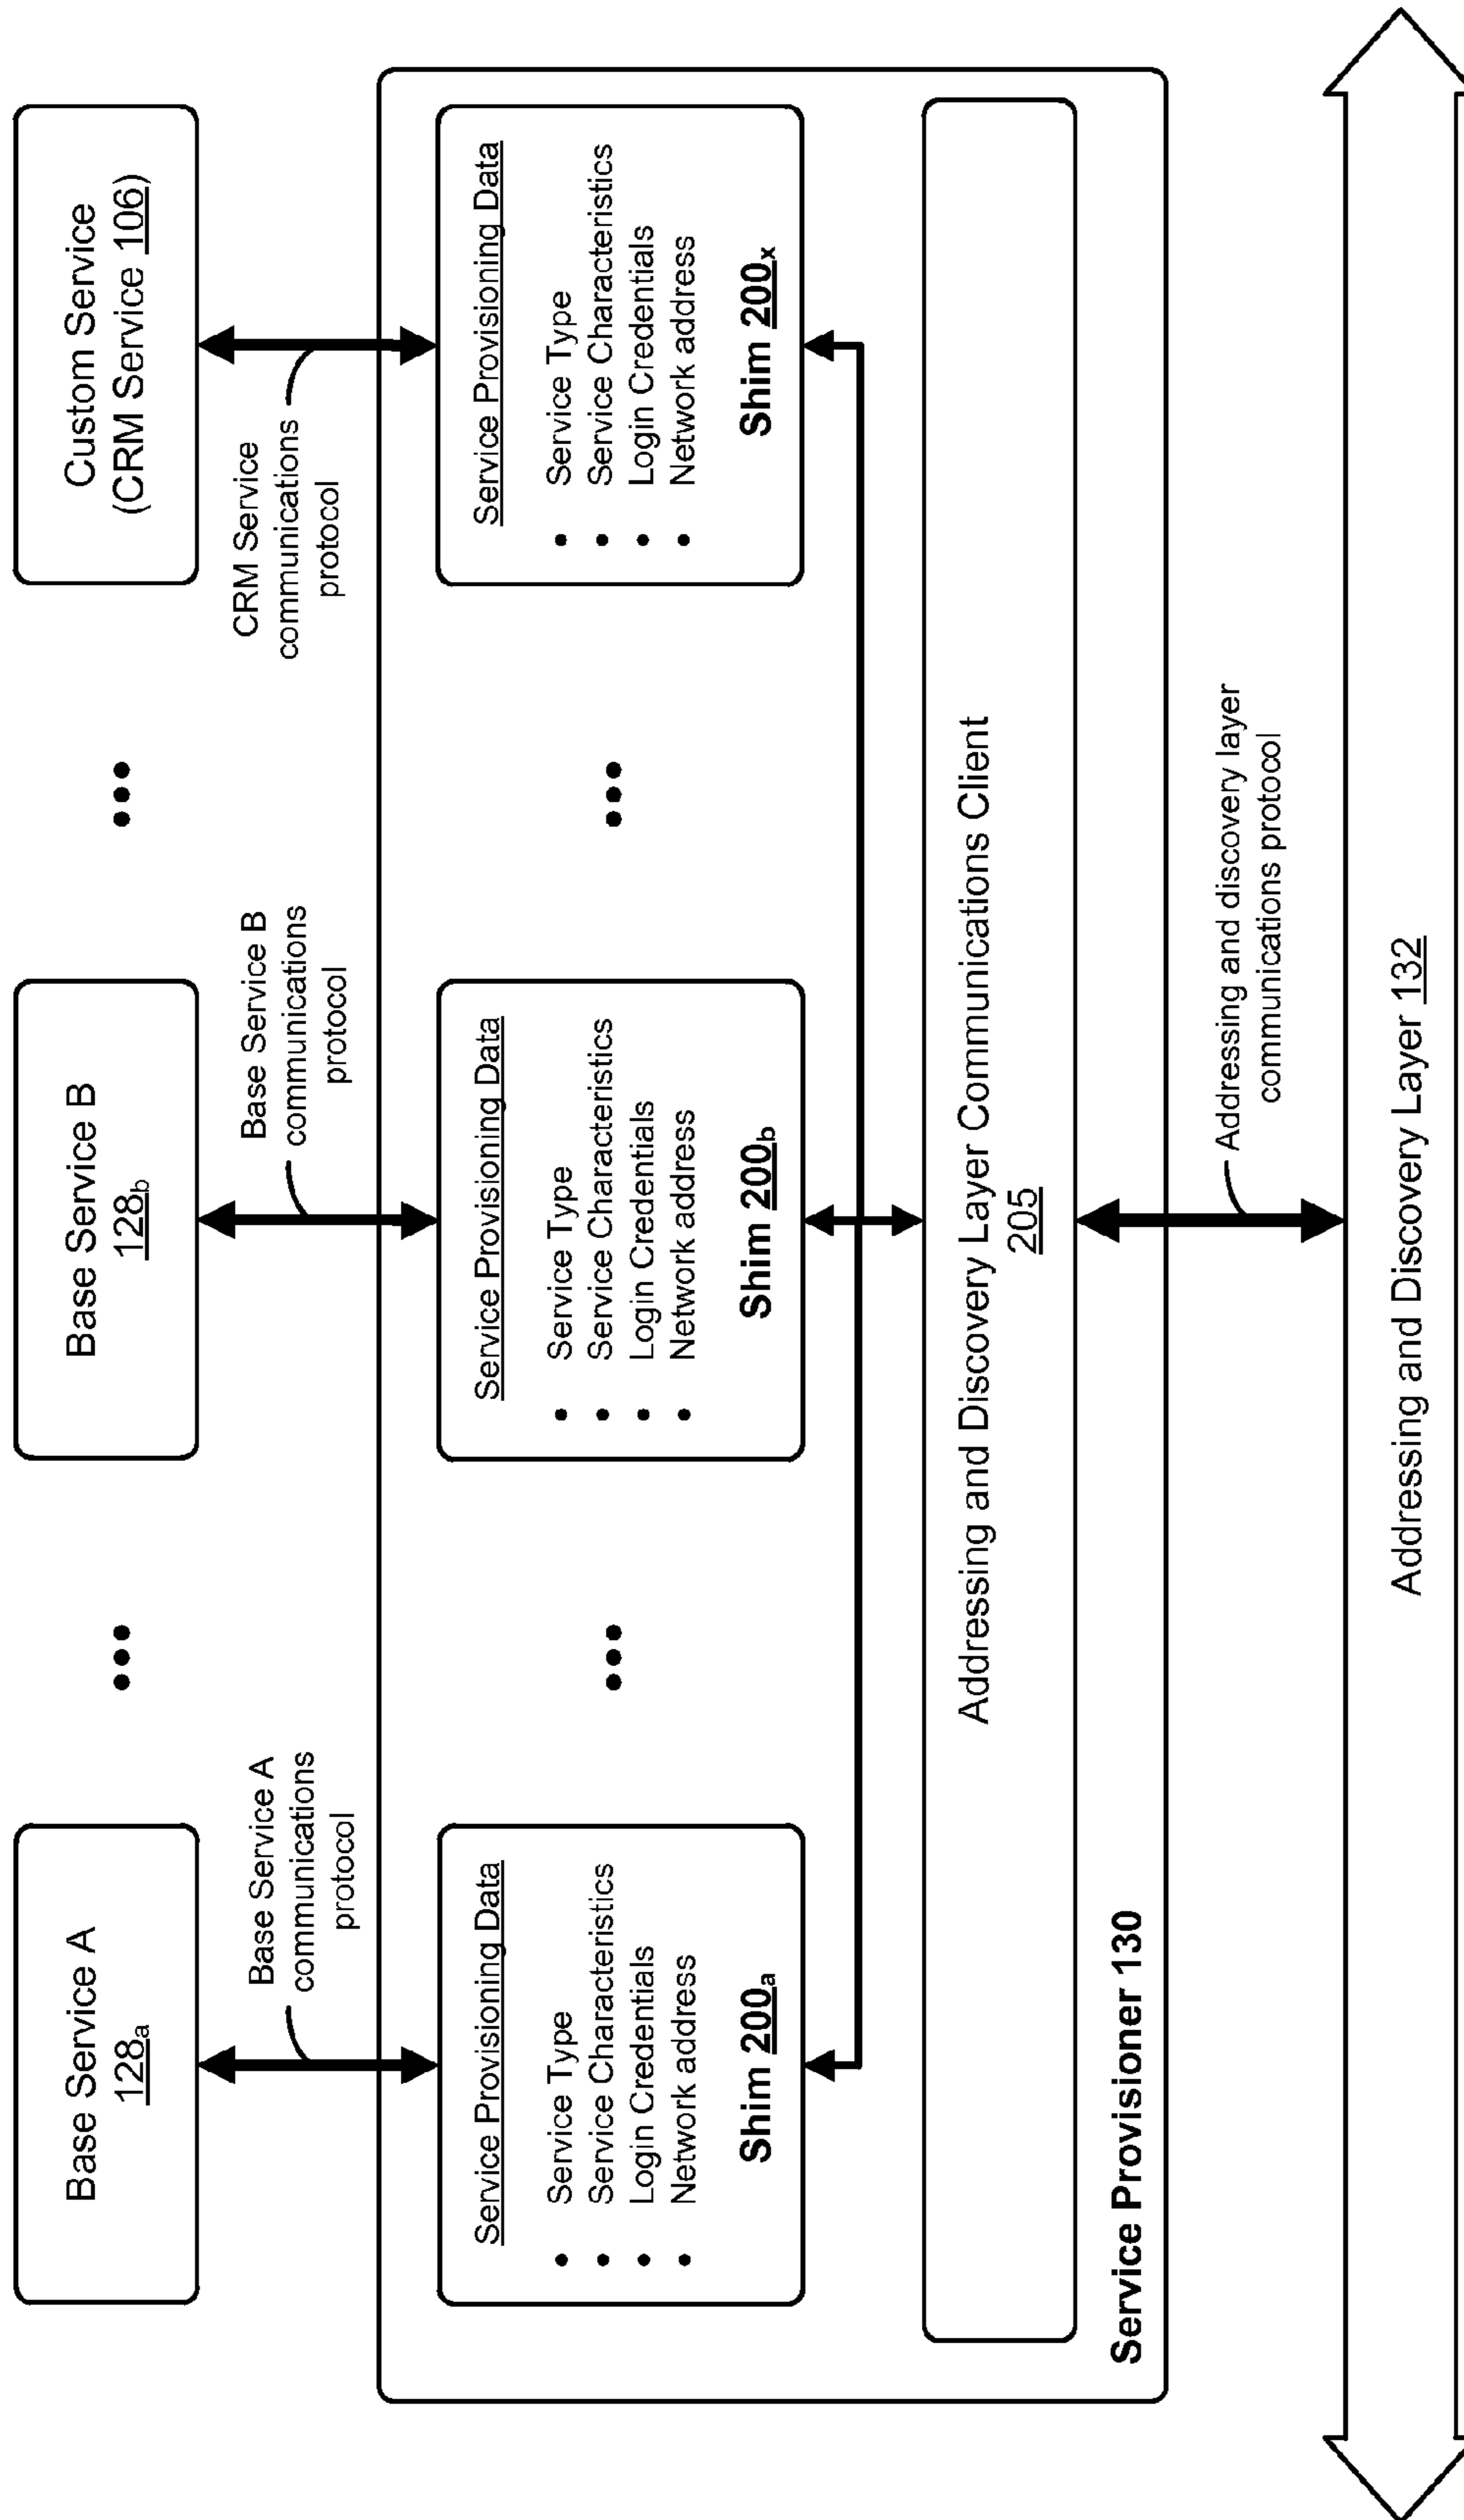 Base Service A
128a
Base Service B
128b
Custom Service
(CRM Service 106)
Base Service A
communications
protocol
Base Service B
communications
protocol
CRM Service
communications
protocol
Service Provisioning Data
• Service Type
• Service Characteristics
• Login Credentials
• Network address
Shim 200a
Service Provisioning Data
• Service Type
• Service Characteristics
• Login Credentials
• Network address
Shim 200b
Service Provisioning Data
• Service Type
• Service Characteristics
• Login Credentials
• Network address
Shim 200x
Addressing and Discovery Layer Communications Client
205
Service Provisioner 130
Addressing and discovery layer
communications protocol
Addressing and Discovery Layer 132